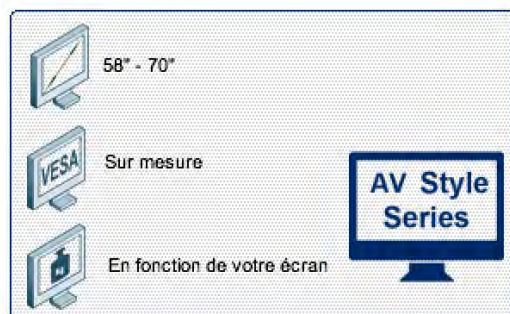 58" - 70"
VESA
Sur mesure
AV Style
Series
En fonction de votre écran